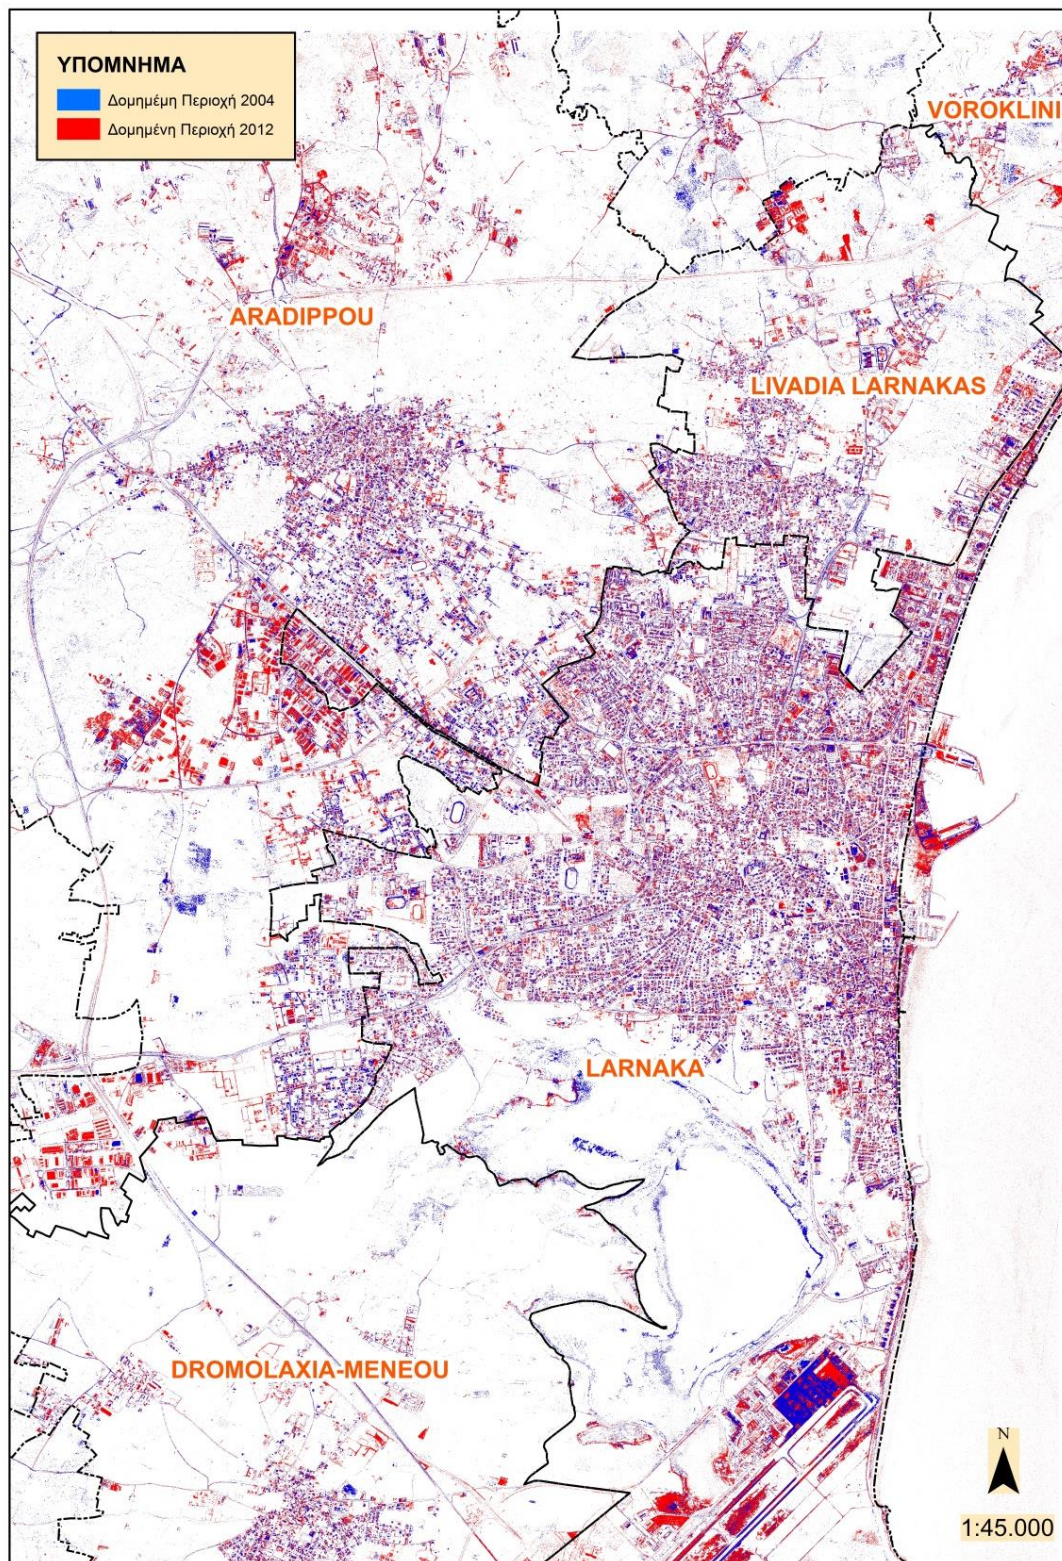 ΥΠΟΜΝΗΜΑ
Δομημέμη Περιοχή 2004
Δομημένη Περιοχή 2012
VOROKLINI
ARADIPPOU
LIVADIA LARNAKAS
LARNAKA
DROMOLAXIA-MENEOU
N
1:45.000